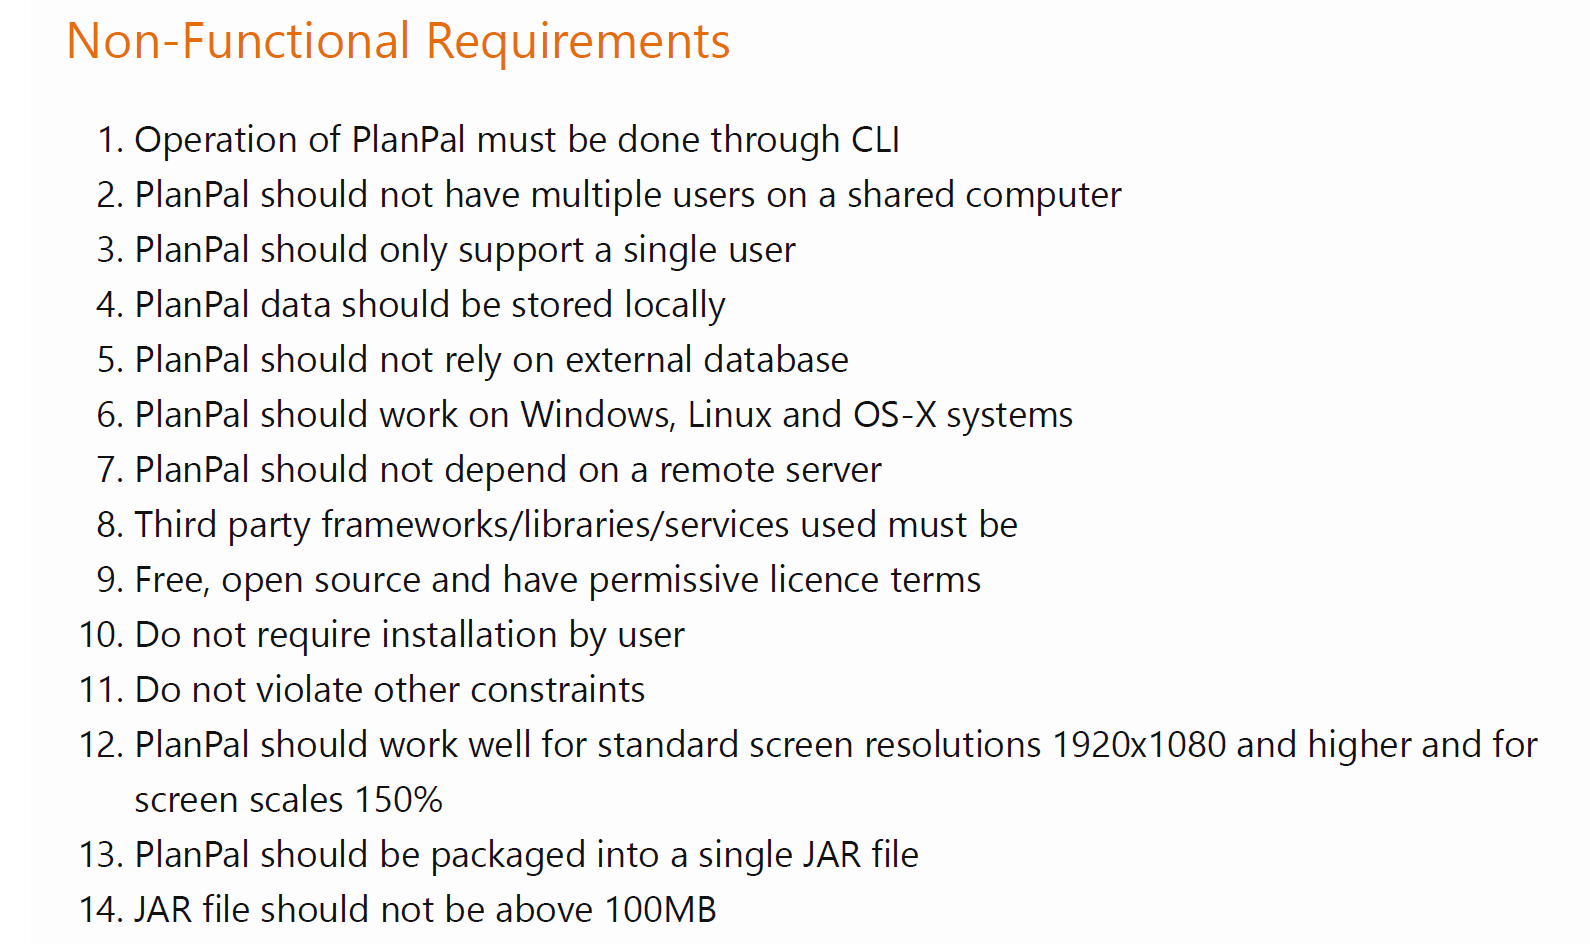 Non-Functional Requirements
1. Operation of PlanPal must be done through CLI
2. PlanPal should not have multiple users on a shared computer
3. PlanPal should only support a single user
4. PlanPal data should be stored locally
5. PlanPal should not rely on external database
6. PlanPal should work on Windows, Linux and OS-X systems
7. PlanPal should not depend on a remote server
8. Third party frameworks/libraries/services used must be
9. Free, open source and have permissive licence terms
10. Do not require installation by user
11. Do not violate other constraints
12. PlanPal should work well for standard screen resolutions 1920x1080 and higher and for
screen scales 150%
13. PlanPal should be packaged into a single JAR file
14. JAR file should not be above 100MB